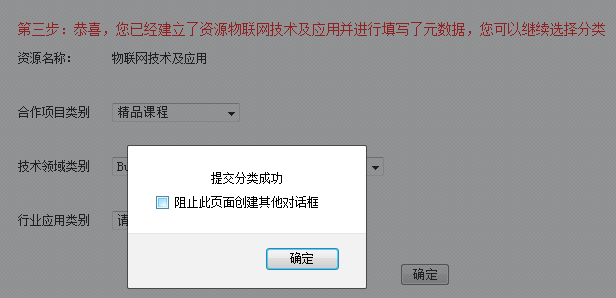 第三步：恭喜，您已经建立了资源物联网技术及应用并进行填写了元数据，您可以继续选择分类
资源名称： 物联网技术及应用
合作项目类别 精品课程
技术领域类别 Bu
行业应用类别 请
提交分类成功
阻止此页面创建其他对话框
确定
确定